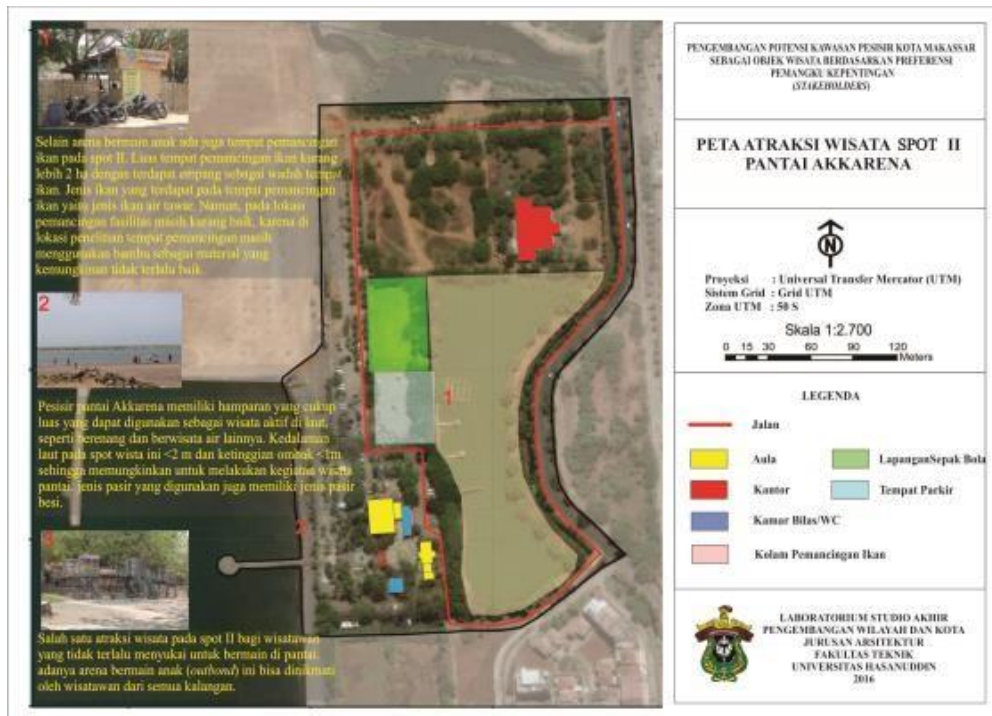 1
Selain arena bermain anak ada juga tempat pemancingan
ikan pada spot II. Luas tempat pemancingan ikan kurang
lebih 2 ha dengan terdapat empang sebagai wadah tempat
ikan. Jenis ikan yang terdapat pada tempat pemancingan
ikan yaitu jenis ikan air tawar. Namun, pada lokasi
pemancingan fasilitas masih kurang baik, karena di
lokasi penelitian tempat pemancingan masih
menggunakan bambu sebagai material yang
kemungkinan tidak terlalu baik.
2
Pesisir pantai Akkarena memiliki hamparan yang cukup
luas yang dapat digunakan sebagai wisata aktif di laut,
seperti berenang dan berwisata air lainnya. Kedalaman
laut pada spot wista ini <2 m dan ketinggian ombak <1m
sehingga memungkinkan untuk melakukan kegiatan wisata
pantai. jenis pasir yang digunakan juga memiliki jenis pasir
besi.
3
Salah satu atraksi wisata pada spot II bagi wisatawan
yang tidak terlalu menyukai untuk bermain di pantai.
adanya arena bermain anak (outbond) ini bisa dinikmati
oleh wisatawan dari semua kalangan.
1
PENGEMBANGAN POTENSI KAWASAN PESISIR KOTA MAKASSAR
SEBAGAI OBJEK WISATA BERDASARKAN PREFERENSI
PEMANGKU KEPENTINGAN
(STAKEHOLDERS)
PETA ATRAKSI WISATA SPOT II
PANTAI AKKARENA
N
Proyeksi : Universal Transfer Mercator (UTM)
Sistem Grid : Grid UTM
Zona UTM : 50 S
Skala 1:2.700
0 15 30 60 90 120
Meters
LEGENDA
Jalan
Aula
LapanganSepak Bola
Kantor
Tempat Parkir
Kamar Bilas/WC
Kolam Pemancingan Ikan
LABORATORIUM STUDIO AKHIR
PENGEMBANGAN WILAYAH DAN KOTA
JURUSAN ARSITEKTUR
FAKULTAS TEKNIK
UNIVERSITAS HASANUDDIN
2016